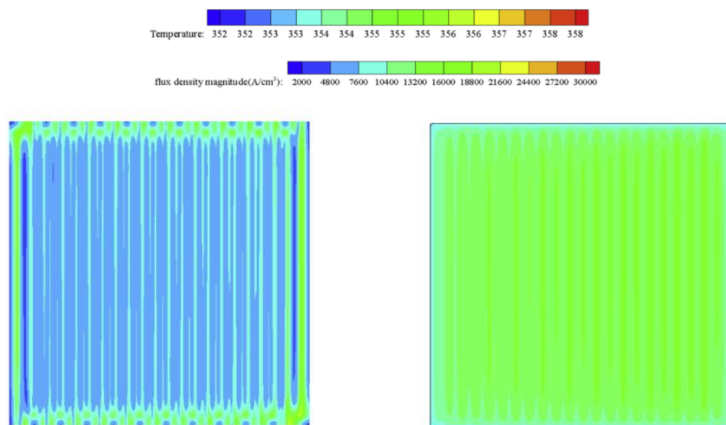 Temperature: 352 352 353 353 354 354 355 355 355 356 356 357 357 358 358
flux density magnitude(A/cm²): 2000 4800 7600 10400 13200 16000 18800 21600 24400 27200 30000